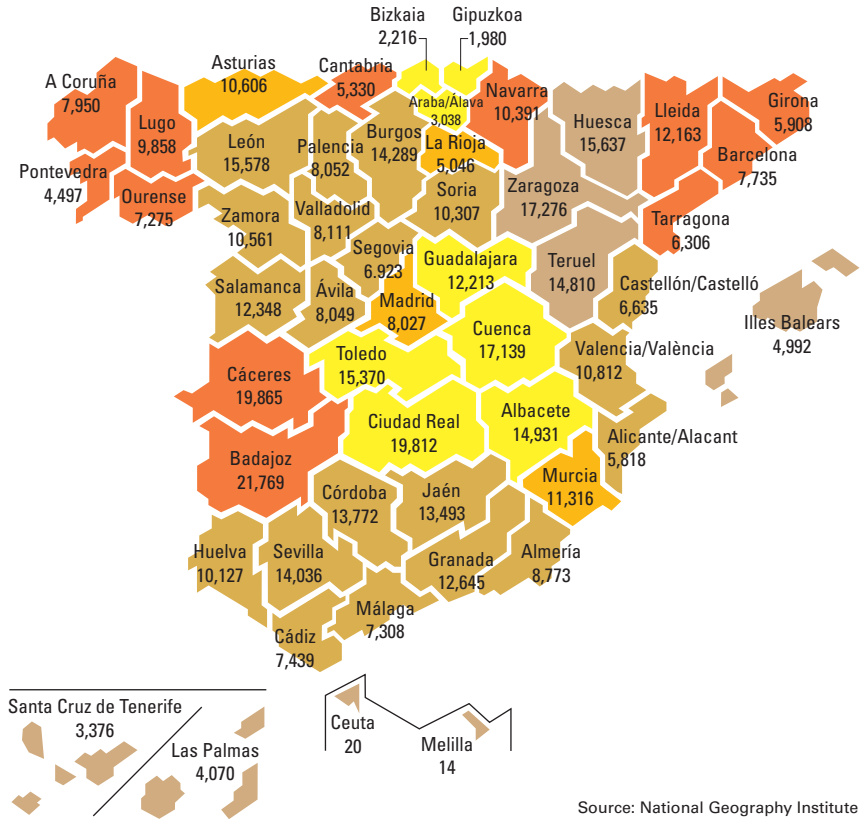 Bizkaia
2,216
Gipuzkoa
1,980
Asturias
10,606
Cantabria
5,330
A Coruña
7,950
Lugo
9,858
Araba/Álava
3,038
Navarra
10,391
Huesca
15,637
Lleida
12,163
Girona
5,908
León
15,578
Palencia
8,052
Burgos
14,289
La Rioja
5,046
Barcelona
7,735
Pontevedra
4,497
Ourense
7,275
Zamora
10,561
Valladolid
8,111
Soria
10,307
Zaragoza
17,276
Tarragona
6,306
Segovia
6.923
Guadalajara
12,213
Teruel
14,810
Castellón/Castelló
6,635
Salamanca
12,348
Ávila
8,049
Madrid
8,027
Cuenca
17,139
Illes Balears
4,992
Toledo
15,370
Valencia/València
10,812
Cáceres
19,865
Ciudad Real
19,812
Albacete
14,931
Alicante/Alacant
5,818
Badajoz
21,769
Murcia
11,316
Córdoba
13,772
Jaén
13,493
Huelva
10,127
Sevilla
14,036
Granada
12,645
Almería
8,773
Málaga
7,308
Cádiz
7,439
Santa Cruz de Tenerife
3,376
Las Palmas
4,070
Ceuta
20
Melilla
14
Source: National Geography Institute